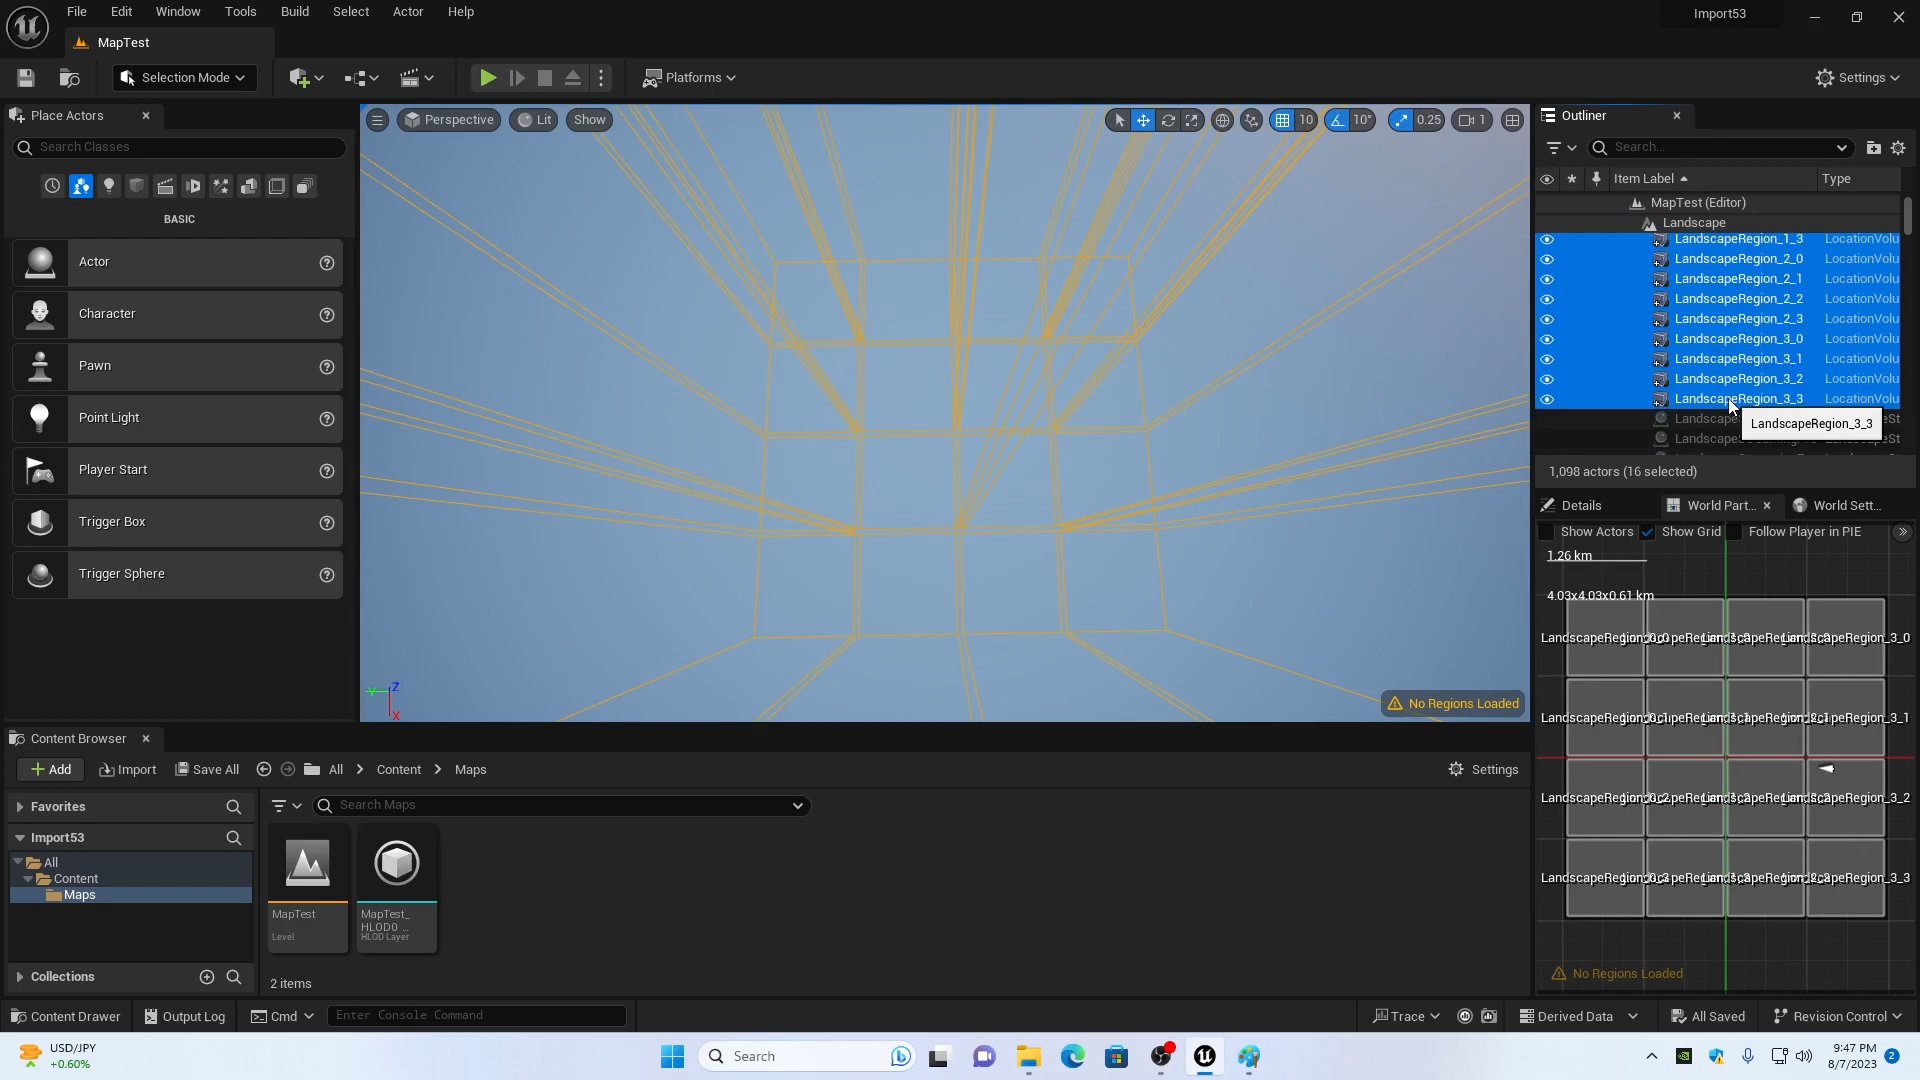 File Edit Window Tools Build Select Actor Help
Import53
MapTest
Selection Mode
Platforms
Settings
Place Actors
Search Classes
BASIC
Actor
Character
Pawn
Point Light
Player Start
Trigger Box
Trigger Sphere
Perspective Lit Show
10 10° 0.25 1
No Regions Loaded
Z
Y
X
Outliner
Search...
Item Label Type
MapTest (Editor)
Landscape
LandscapeRegion_1_3 LocationVolu
LandscapeRegion_2_0 LocationVolu
LandscapeRegion_2_1 LocationVolu
LandscapeRegion_2_2 LocationVolu
LandscapeRegion_2_3 LocationVolu
LandscapeRegion_3_0 LocationVolu
LandscapeRegion_3_1 LocationVolu
LandscapeRegion_3_2 LocationVolu
LandscapeRegion_3_3 LocationVolu
LandscapeRegion_3_3
1,098 actors (16 selected)
Details World Part... World Sett...
Show Actors Show Grid Follow Player in PIE
1.26 km
4.03x4.03x0.61 km
No Regions Loaded
Content Browser
Add Import Save All All Content Maps
Settings
Favorites
Import53
All
Content
Maps
Collections
Search Maps
MapTest
Level
MapTest_
HLOD0_...
HLOD Layer
2 items
Content Drawer Output Log Cmd Enter Console Command
Trace Derived Data All Saved Revision Control
USD/JPY
+0.60%
Search
9:47 PM
8/7/2023
2